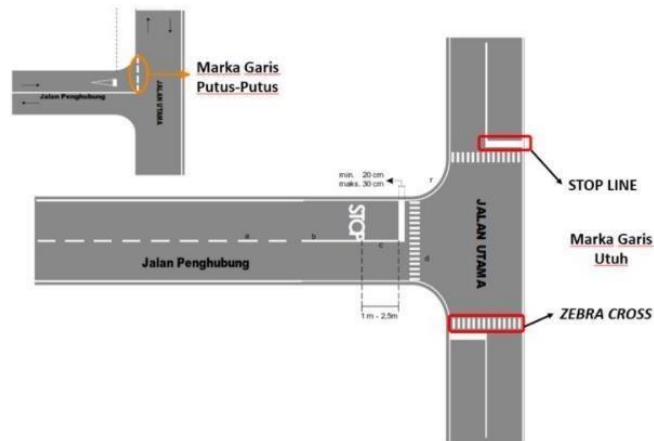 Marka Garis
Putus-Putus
Jalan Penghubung
JALAN UTAMA
min. 20 cm
maks. 30 cm
r
STOP LINE
STOP
JALAN UTAMA
Marka Garis
Utuh
a
b
c
d
Jalan Penghubung
1 m - 2,5m
ZEBRA CROSS